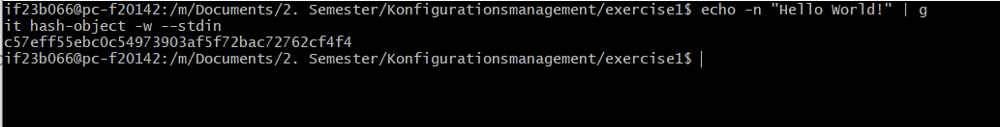 if23b066@pc-f20142:/m/Documents/2. Semester/Konfigurationsmanagement/exercise1$ echo -n "Hello World!" | g
it hash-object -w --stdin
c57eff55ebc0c54973903af5f72bac72762cf4f4
if23b066@pc-f20142:/m/Documents/2. Semester/Konfigurationsmanagement/exercise1$